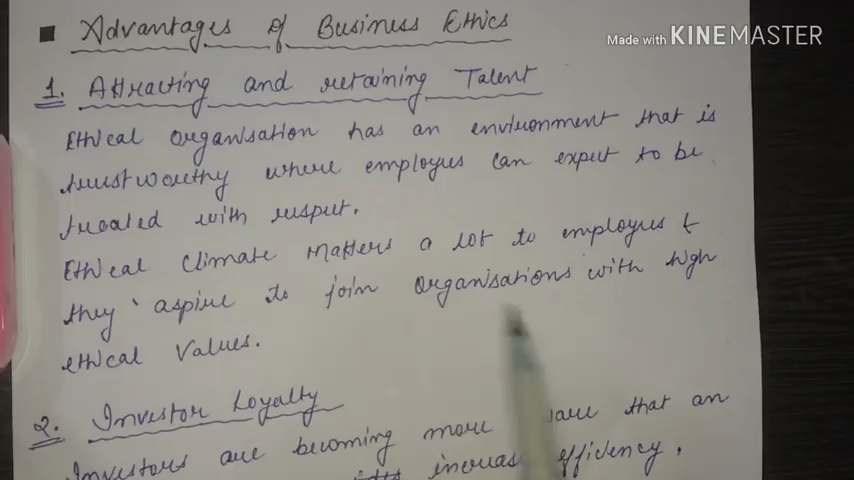 Advantages of Business Ethics
Made with KINEMASTER
1. Attracting and retaining Talent
Ethical organisation has an environment that is
trustworthy where employees can expect to be
treated with respect.
Ethical Climate matters a lot to employees &
they aspire to join organisations with high
ethical values.
2. Investor Loyalty
Investors are becoming more that an
increase efficiency.